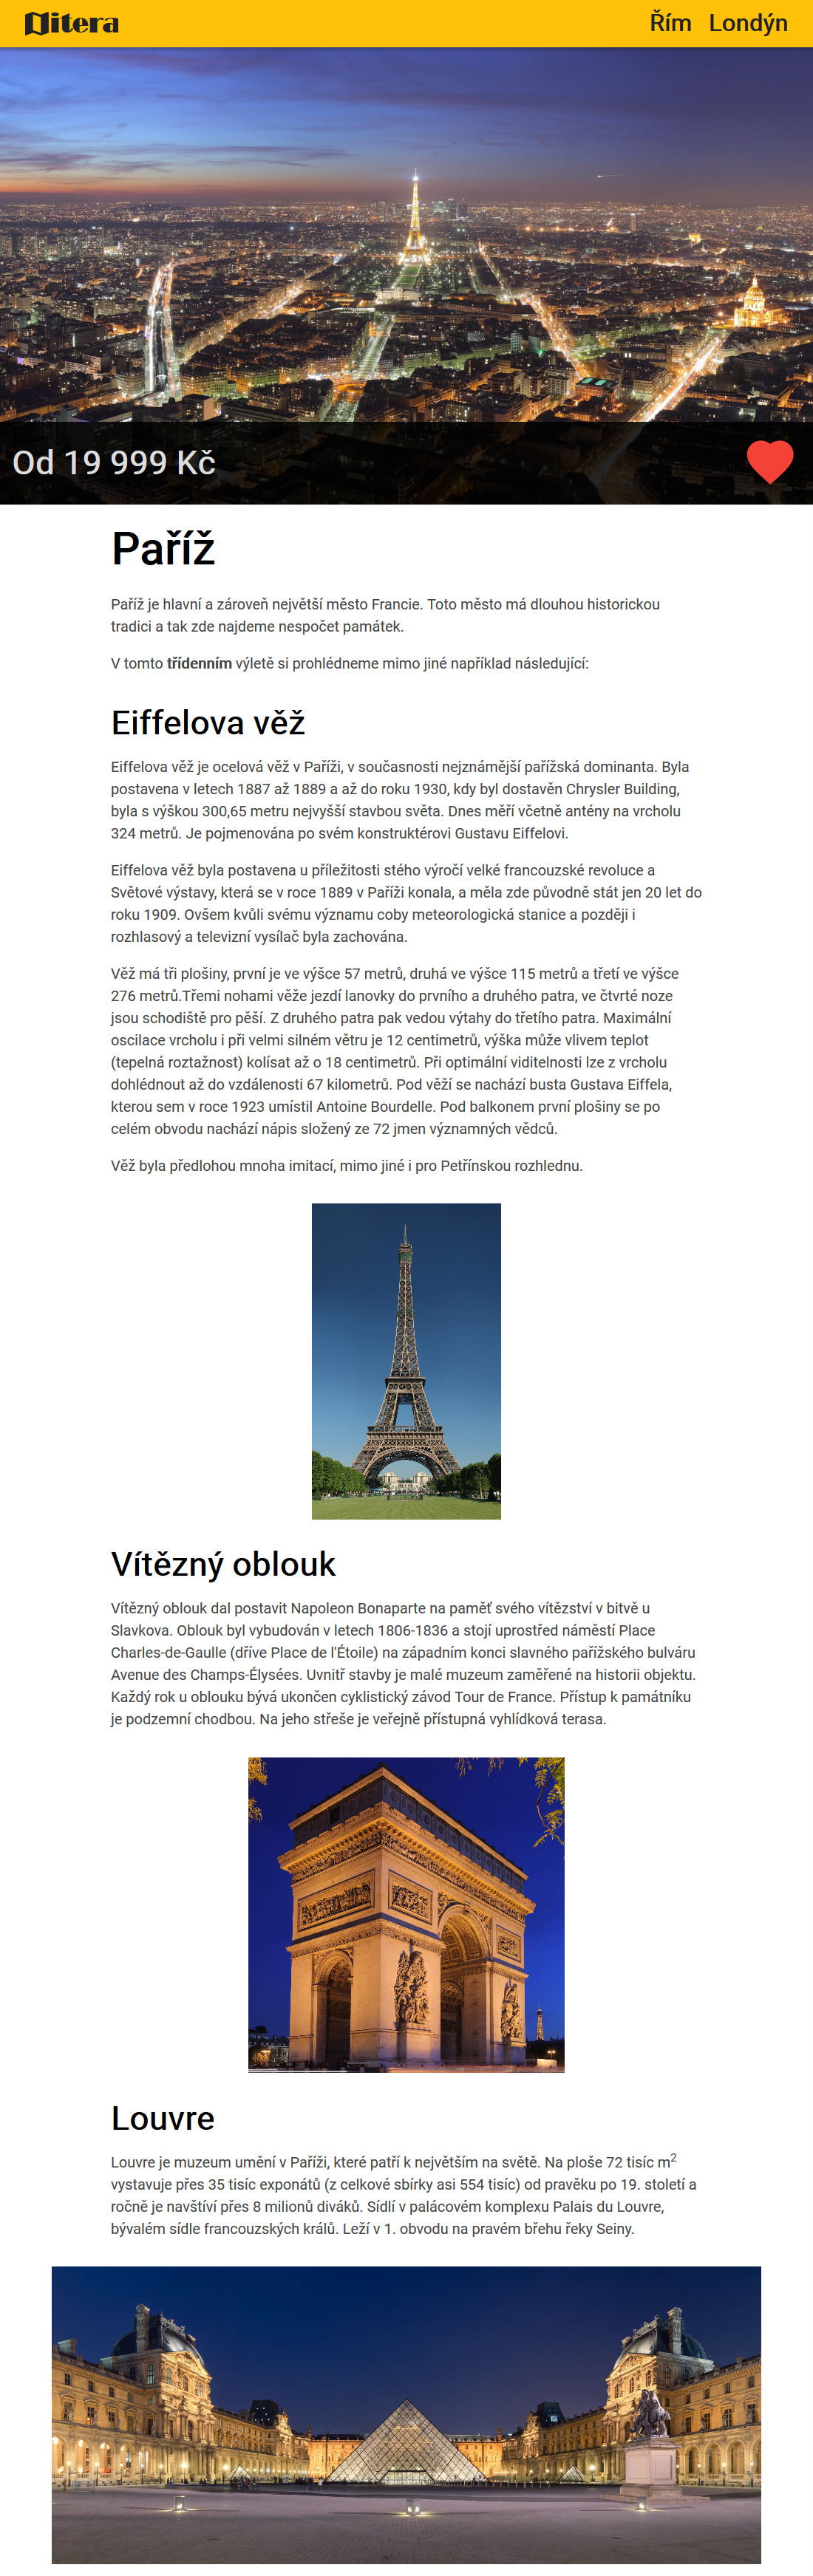 itera
Řím Londýn
Od 19 999 Kč
Paříž
Paříž je hlavní a zároveň největší město Francie. Toto město má dlouhou historickou
tradici a tak zde najdeme nespočet památek.
V tomto třídenním výletě si prohlédneme mimo jiné například následující:
Eiffelova věž
Eiffelova věž je ocelová věž v Paříži, v současnosti nejznámější pařížská dominanta. Byla
postavena v letech 1887 až 1889 a až do roku 1930, kdy byl dostavěn Chrysler Building,
byla s výškou 300,65 metru nejvyšší stavbou světa. Dnes měří včetně antény na vrcholu
324 metrů. Je pojmenována po svém konstruktérovi Gustavu Eiffelovi.
Eiffelova věž byla postavena u příležitosti stého výročí velké francouzské revoluce a
Světové výstavy, která se v roce 1889 v Paříži konala, a měla zde původně stát jen 20 let do
roku 1909. Ovšem kvůli svému významu coby meteorologická stanice a později i
rozhlasový a televizní vysílač byla zachována.
Věž má tři plošiny, první je ve výšce 57 metrů, druhá ve výšce 115 metrů a třetí ve výšce
276 metrů.Třemi nohami věže jezdí lanovky do prvního a druhého patra, ve čtvrté noze
jsou schodiště pro pěší. Z druhého patra pak vedou výtahy do třetího patra. Maximální
oscilace vrcholu i při velmi silném větru je 12 centimetrů, výška může vlivem teplot
(tepelná roztažnost) kolísat až o 18 centimetrů. Při optimální viditelnosti lze z vrcholu
dohlédnout až do vzdálenosti 67 kilometrů. Pod věží se nachází busta Gustava Eiffela,
kterou sem v roce 1923 umístil Antoine Bourdelle. Pod balkonem první plošiny se po
celém obvodu nachází nápis složený ze 72 jmen významných vědců.
Věž byla předlohou mnoha imitací, mimo jiné i pro Petřínskou rozhlednu.
Vítězný oblouk
Vítězný oblouk dal postavit Napoleon Bonaparte na paměť svého vítězství v bitvě u
Slavkova. Oblouk byl vybudován v letech 1806-1836 a stojí uprostřed náměstí Place
Charles-de-Gaulle (dříve Place de l'Étoile) na západním konci slavného pařížského bulváru
Avenue des Champs-Élysées. Uvnitř stavby je malé muzeum zaměřené na historii objektu.
Každý rok u oblouku bývá ukončen cyklistický závod Tour de France. Přístup k památníku
je podzemní chodbou. Na jeho střeše je veřejně přístupná vyhlídková terasa.
Louvre
Louvre je muzeum umění v Paříži, které patří k největším na světě. Na ploše 72 tisíc m²
vystavuje přes 35 tisíc exponátů (z celkové sbírky asi 554 tisíc) od pravěku po 19. století a
ročně je navštíví přes 8 milionů diváků. Sídlí v palácovém komplexu Palais du Louvre,
bývalém sídle francouzských králů. Leží v 1. obvodu na pravém břehu řeky Seiny.